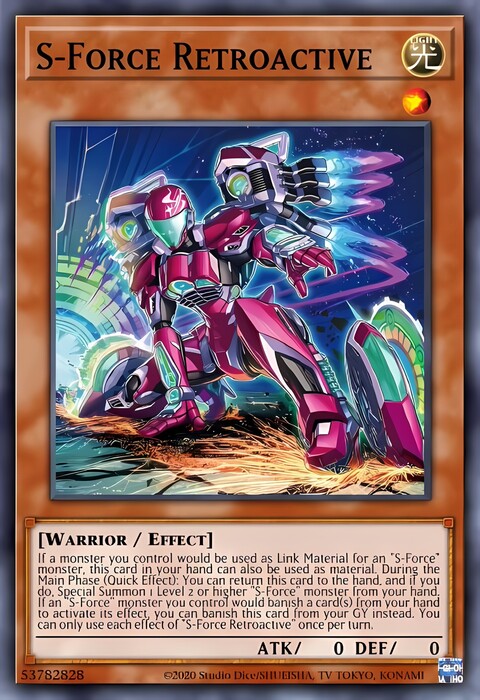 S-Force Retroactive
LIGHT
光
[Warrior / Effect]
If a monster you control would be used as Link Material for an "S-Force"
monster, this card in your hand can also be used as material. During the
Main Phase (Quick Effect): You can return this card to the hand, and if you
do, Special Summon 1 Level 2 or higher "S-Force" monster from your hand.
If an "S-Force" monster you control would banish a card(s) from your hand
to activate its effect, you can banish this card from your GY instead. You
can only use each effect of "S-Force Retroactive" once per turn.
ATK/ 0 DEF/ 0
53782828
©2020 Studio Dice/SHUEISHA, TV TOKYO, KONAMI